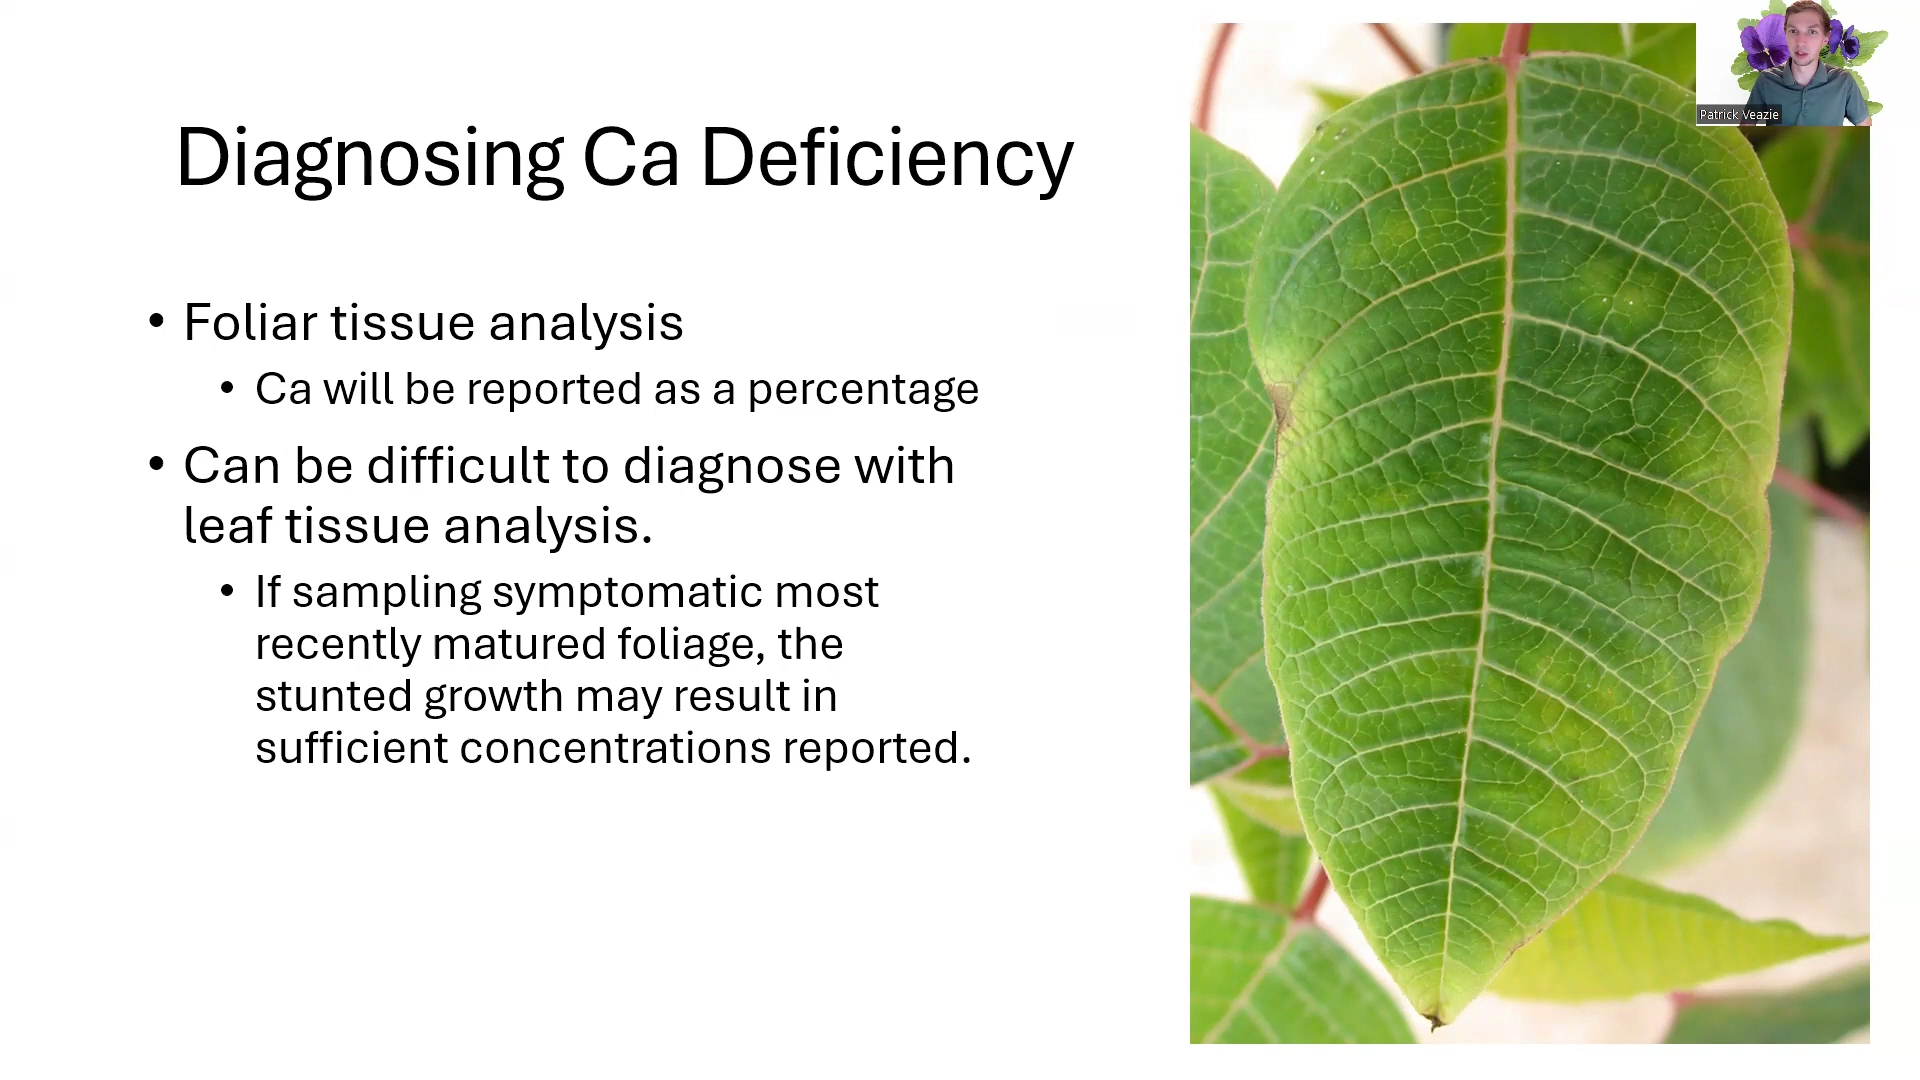 Patrick Veazie
Diagnosing Ca Deficiency
• Foliar tissue analysis
• Ca will be reported as a percentage
• Can be difficult to diagnose with
leaf tissue analysis.
• If sampling symptomatic most
recently matured foliage, the
stunted growth may result in
sufficient concentrations reported.